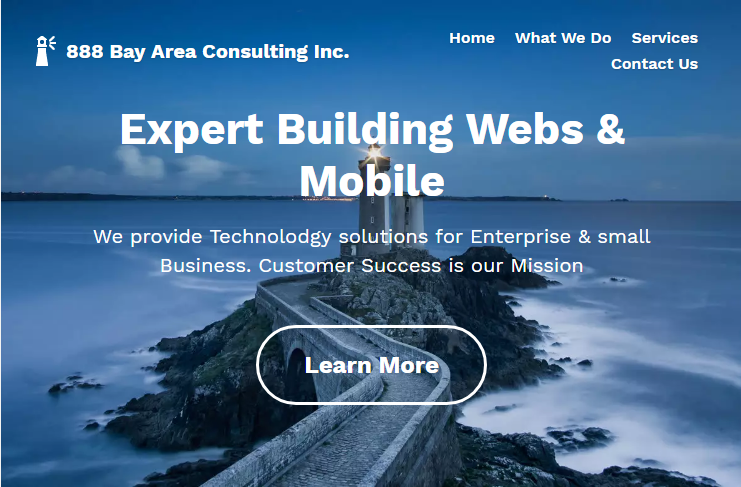 888 Bay Area Consulting Inc.
Home What We Do Services
Contact Us
Expert Building Webs &
Mobile
We provide Technolodgy solutions for Enterprise & small
Business. Customer Success is our Mission
Learn More